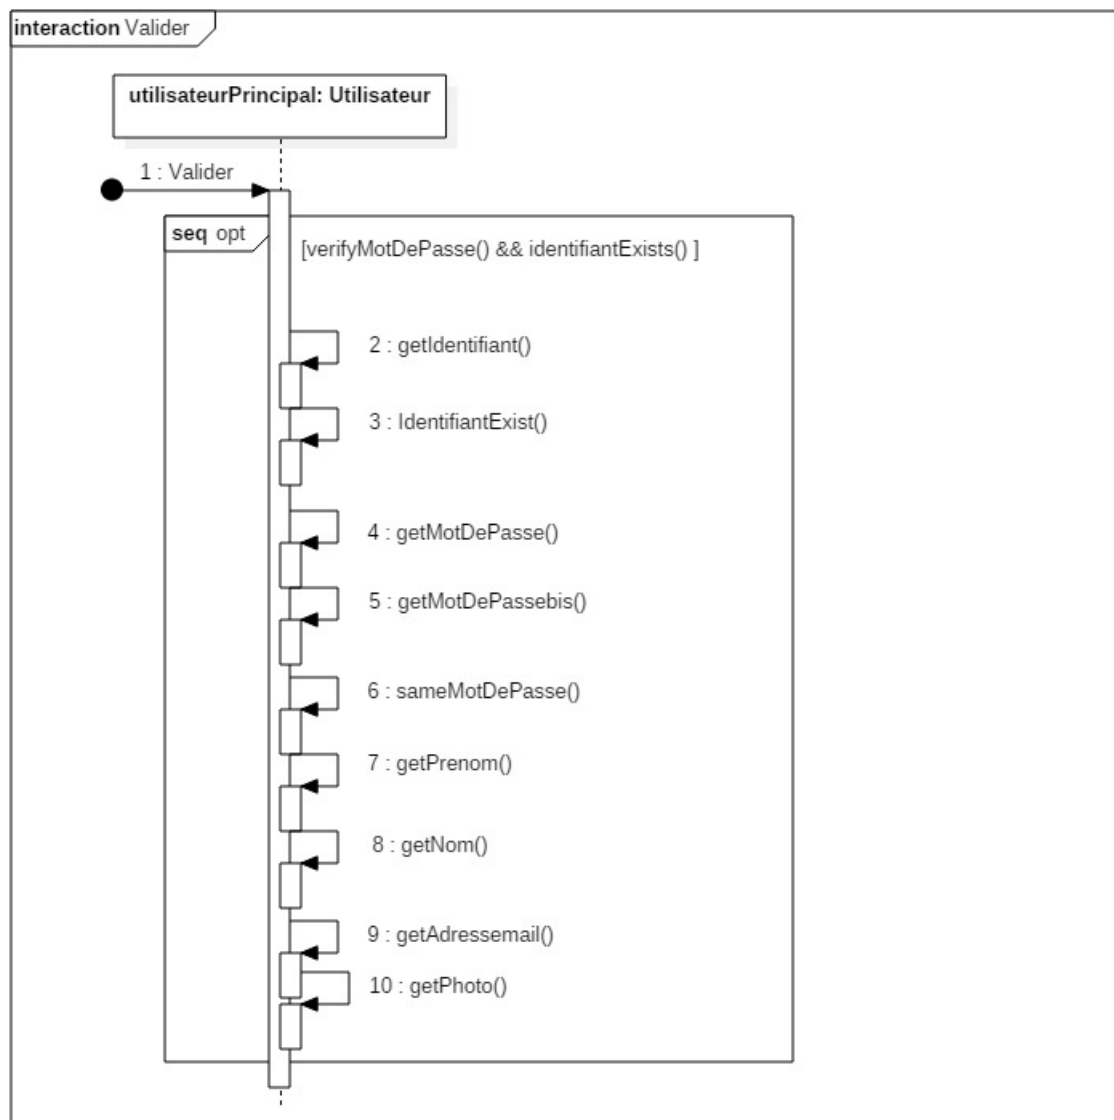 interaction Valider
utilisateurPrincipal: Utilisateur
1 : Valider
seq opt
[verifyMotDePasse() && identifiantExists() ]
2 : getIdentifiant()
3 : IdentifiantExist()
4 : getMotDePasse()
5 : getMotDePassebis()
6 : sameMotDePasse()
7 : getPrenom()
8 : getNom()
9 : getAdressemail()
10 : getPhoto()